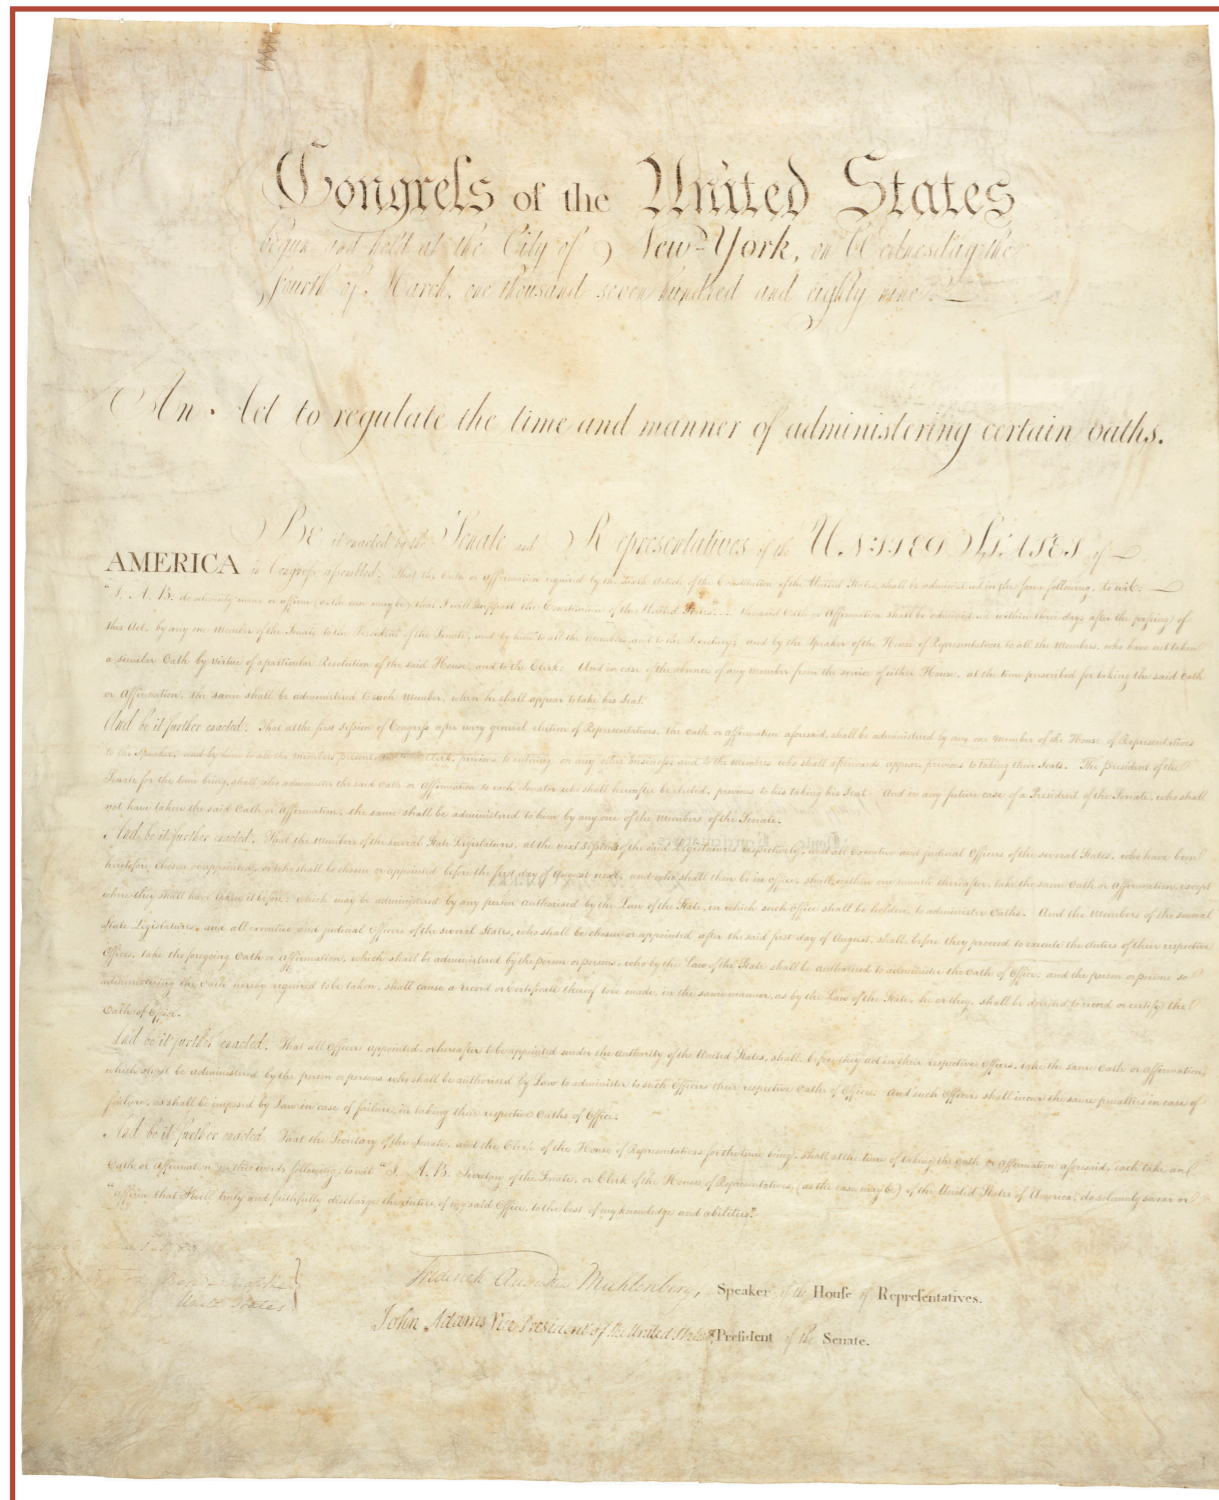 Congreſs of the United States
begun and held at the City of New-York, on Wednesday the
fourth of March, one thousand seven hundred and eighty nine.
An Act to regulate the time and manner of administering certain oaths.
Be it enacted by the Senate and Representatives of the UNITED STATES of
AMERICA in Congreſs aſsembled, That the Oath or Affirmation required by the Sixth Article of the Constitution of the United States, shall be administered in the form following, to wit:
"I, A. B. do solemnly swear or affirm (as the case may be) that I will support the Constitution of the United States." The said Oath or Affirmation shall be administered within three days after the paſsing of
this Act, by any one Member of the Senate, to the President of the Senate, and by him to all the Members, and to the Secretary; and by the Speaker of the House of Representatives to all the Members, who have not taken
a similar Oath by virtue of a particular Resolution of the said House, and to the Clerk: And in case of the absence of any member from the service of either House, at the time prescribed for taking the said Oath
or Affirmation, the same shall be administered to such Member, when he shall appear to take his Seat.
And be it further enacted, That at the first Seſsion of Congreſs after every general election of Representatives, the Oath or Affirmation aforesaid, shall be administered by any one Member of the House of Representatives
to the Speaker; and by him to all the members present, and to the Clerk, previous to entering on any other business and to the Members who shall afterwards appear, previous to taking their Seats. The President of the
Senate for the time being, shall also administer the said Oath or Affirmation to each Senator who shall hereafter be elected, previous to his taking his Seat: And in any future case of a President of the Senate, who shall
not have taken the said Oath or Affirmation, the same shall be administered to him by any one of the Members of the Senate.
And be it further enacted, That the members of the several State Legislatures, at the next Seſsions of the said Legislatures respectively, and all Executive and judicial Officers of the several States, who have been
heretofore chosen or appointed, or who shall be chosen or appointed before the first day of August next, and who shall then be in Office, shall, within one month thereafter, take the same Oath or Affirmation, except
where they shall have taken it before; which may be administered by any person authorised by the Law of the State, in which such Office shall be holden, to administer Oaths. And the Members of the several
State Legislatures, and all executive and judicial Officers of the several States, who shall be chosen or appointed after the said first day of August, shall, before they proceed to execute the duties of their respective
Offices, take the foregoing Oath or Affirmation, which shall be administered by the person or persons, who by the Law of the State shall be authorised to administer the Oath of Office; and the person or persons so
administering the Oath hereby required to be taken, shall cause a record or Certificate thereof to be made, in the same manner, as by the Law of the State, he or they, shall be directed to record or certify the
Oath of Office.
And be it further enacted, That all Officers appointed, or hereafter to be appointed under the authority of the United States, shall, before they act in their respective Offices, take the same Oath or Affirmation,
which shall be administered by the person or persons who shall be authorised by Law to administer to such Officers their respective Oaths of Office; And such Officers shall incur the same penalties in case of
failure, as shall be imposed by Law in case of failure, in taking their respective Oaths of Office.
And be it further enacted, That the Secretary of the Senate, and the Clerk of the House of Representatives for the time being, shall, at the time of taking the Oath or Affirmation aforesaid, each take an
Oath or Affirmation in the words following, to wit "I, A. B. Secretary of the Senate, or Clerk of the House of Representatives, (as the case may be) of the United States of America, do solemnly swear or
"affirm that I will truly and faithfully discharge the duties of my said Office, to the best of my knowledge and abilities."
United States
Frederick Augustus Muhlenberg, Speaker of the House of Repreſentatives.
John Adams Vice President of the United States, Preſident of the Senate.